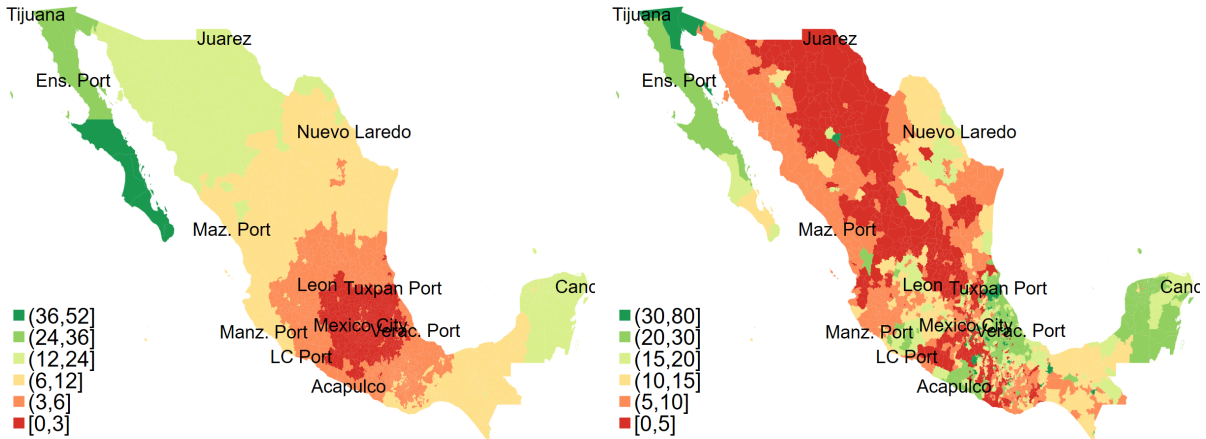 Tijuana
Juarez
Ens. Port
Nuevo Laredo
Maz. Port
Leon
Tuxpan Port
Canc
Manz. Port
Mexico City
Verac. Port
LC Port
Acapulco
(36,52]
(24,36]
(12,24]
(6,12]
(3,6]
[0,3]
Tijuana
Juarez
Ens. Port
Nuevo Laredo
Maz. Port
Leon
Tuxpan Port
Canc
Manz. Port
Mexico City
Verac. Port
LC Port
Acapulco
(30,80]
(20,30]
(15,20]
(10,15]
(5,10]
[0,5]